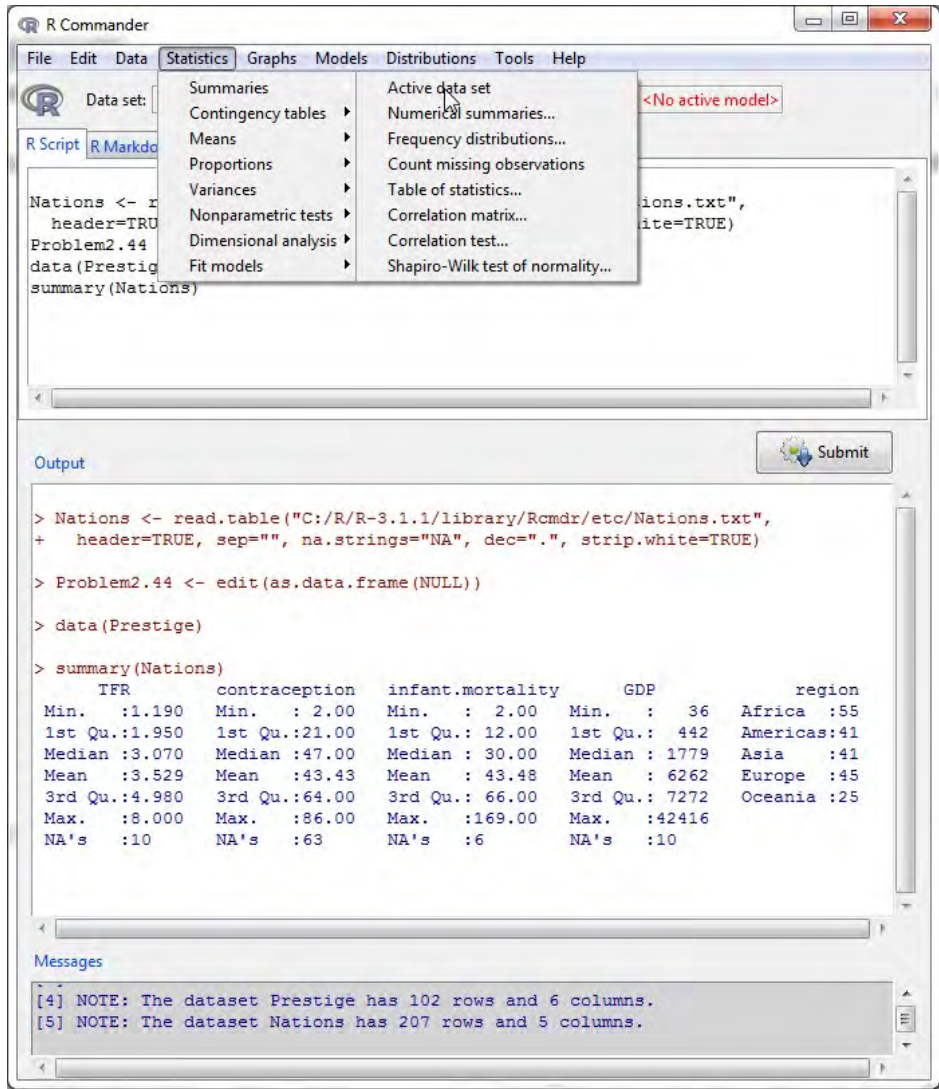 R Commander
File Edit Data Statistics Graphs Models Distributions Tools Help
Data set:
<No active model>
Summaries
Contingency tables
Means
Proportions
Variances
Nonparametric tests
Dimensional analysis
Fit models
Active data set
Numerical summaries...
Frequency distributions...
Count missing observations
Table of statistics...
Correlation matrix...
Correlation test...
Shapiro-Wilk test of normality...
R Script R Markdo
Nations <- r ions.txt",
header=TRU ite=TRUE)
Problem2.44
data(Prestig
summary(Nations)
Submit
Output
> Nations <- read.table("C:/R/R-3.1.1/library/Rcmdr/etc/Nations.txt",
+ header=TRUE, sep="", na.strings="NA", dec=".", strip.white=TRUE)
> Problem2.44 <- edit(as.data.frame(NULL))
> data(Prestige)
> summary(Nations)
TFR contraception infant.mortality GDP region
Min. :1.190 Min. : 2.00 Min. : 2.00 Min. : 36 Africa :55
1st Qu.:1.950 1st Qu.:21.00 1st Qu.: 12.00 1st Qu.: 442 Americas:41
Median :3.070 Median :47.00 Median : 30.00 Median : 1779 Asia :41
Mean :3.529 Mean :43.43 Mean : 43.48 Mean : 6262 Europe :45
3rd Qu.:4.980 3rd Qu.:64.00 3rd Qu.: 66.00 3rd Qu.: 7272 Oceania :25
Max. :8.000 Max. :86.00 Max. :169.00 Max. :42416
NA's :10 NA's :63 NA's :6 NA's :10
Messages
[4] NOTE: The dataset Prestige has 102 rows and 6 columns.
[5] NOTE: The dataset Nations has 207 rows and 5 columns.